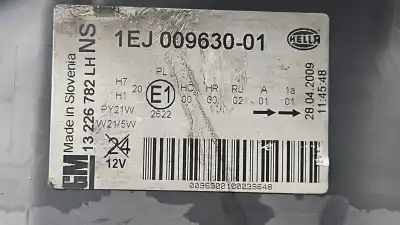 1EJ 009630-01
HELLA
GM
Made in Slovenia
13 226 782 LH NS
H7
H1
PY21W
W21/5W
20
PL
E1
2622
HC HR RL A 1a
00 00 02 01 01
24
12V
28.04.2009
11:45:48
0096300100039648